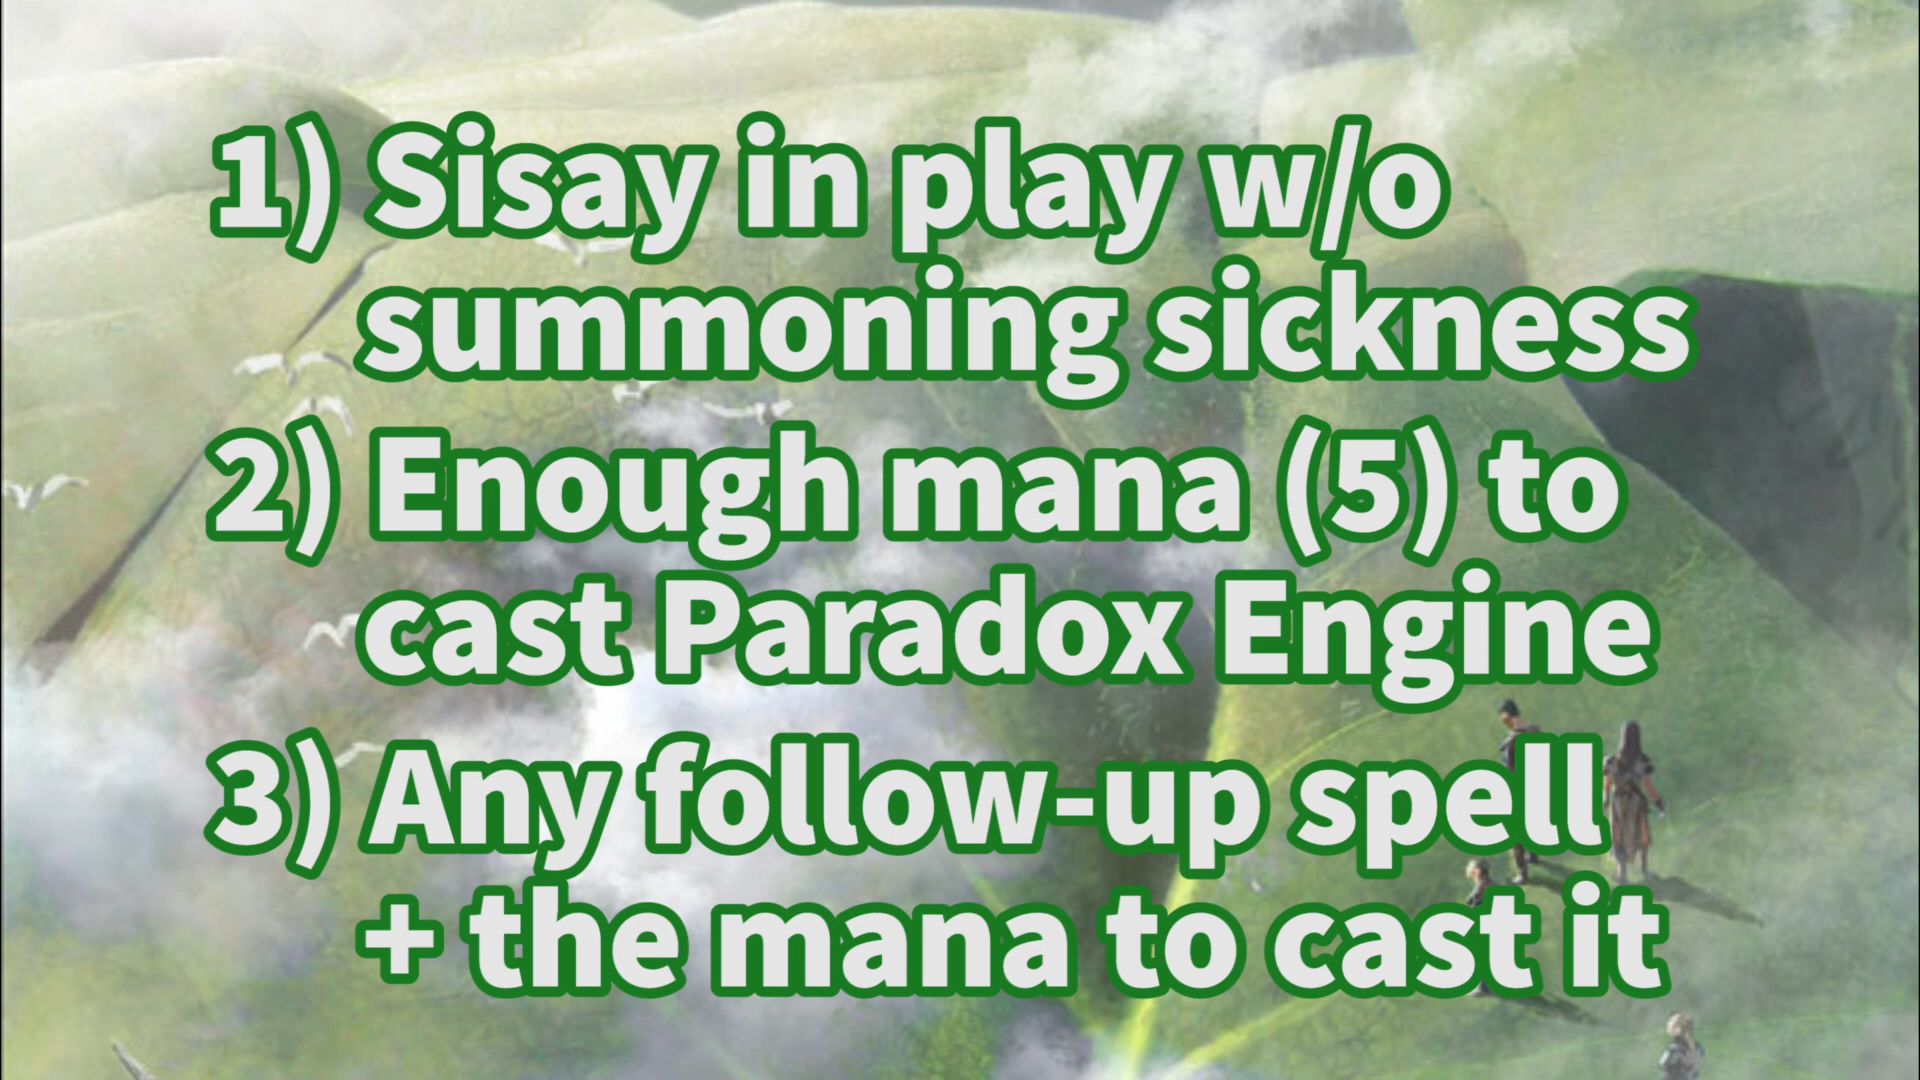 1) Sisay in play w/o
summoning sickness
2) Enough mana (5) to
cast Paradox Engine
3) Any follow-up spell
+ the mana to cast it